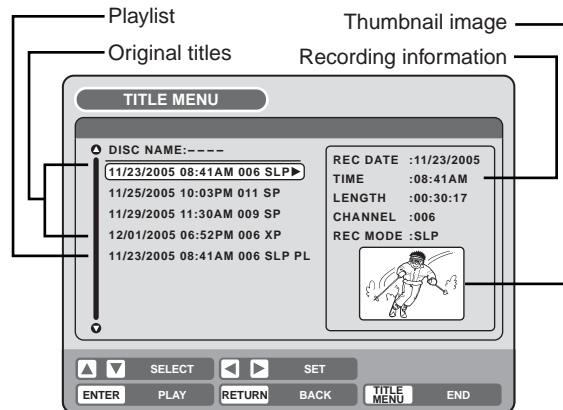 Playlist
Original titles
Thumbnail image
Recording information
TITLE MENU
DISC NAME:----
11/23/2005 08:41AM 006 SLP▶
11/25/2005 10:03PM 011 SP
11/29/2005 11:30AM 009 SP
12/01/2005 06:52PM 006 XP
11/23/2005 08:41AM 006 SLP PL
REC DATE :11/23/2005
TIME :08:41AM
LENGTH :00:30:17
CHANNEL :006
REC MODE :SLP
▲ ▼ SELECT ◀ ▶ SET
ENTER PLAY RETURN BACK TITLE MENU END